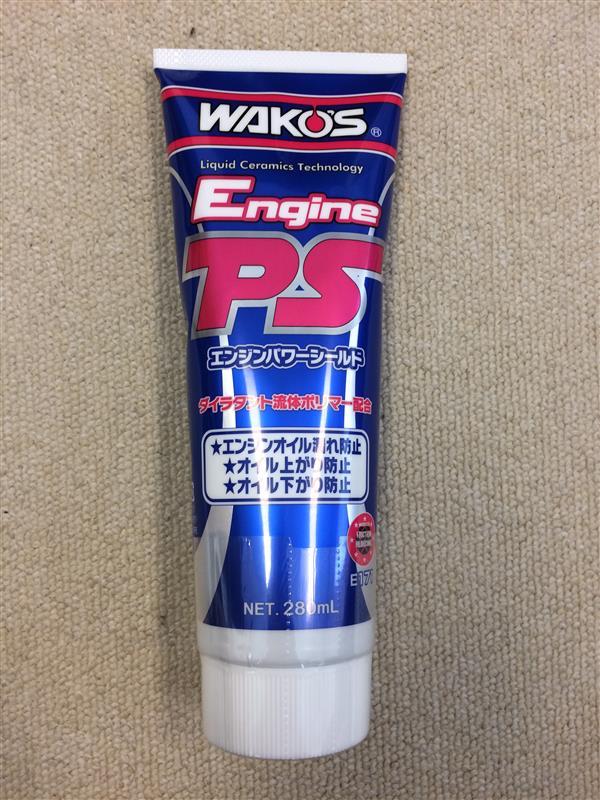 WAKO'S®
Liquid Ceramics Technology
Engine
PS
エンジンパワーシールド
ダイラタント流体ポリマー配合
★エンジンオイル漏れ防止
★オイル上がり防止
★オイル下がり防止
FRICTION
REDUCING
E171
NET. 280mL